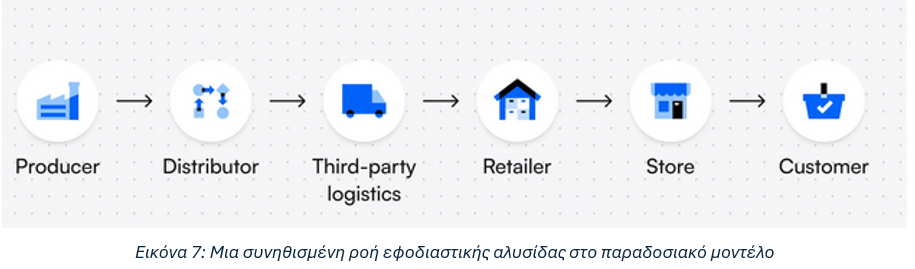 Producer
Distributor
Third-party
logistics
Retailer
Store
Customer
Εικόνα 7: Μια συνηθισμένη ροή εφοδιαστικής αλυσίδας στο παραδοσιακό μοντέλο